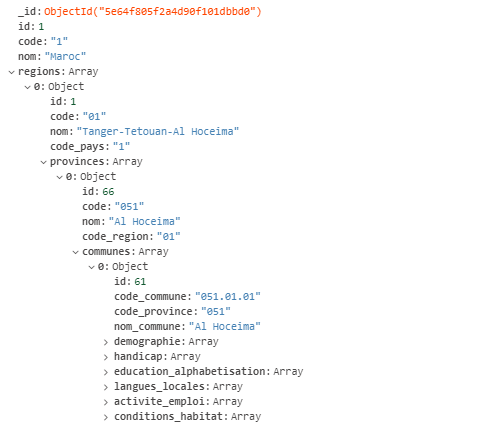 _id: ObjectId("5e64f805f2a4d90f101dbbd0")
id: 1
code: "1"
nom: "Maroc"
regions: Array
0: Object
id: 1
code: "01"
nom: "Tanger-Tetouan-Al Hoceima"
code_pays: "1"
provinces: Array
0: Object
id: 66
code: "051"
nom: "Al Hoceima"
code_region: "01"
communes: Array
0: Object
id: 61
code_commune: "051.01.01"
code_province: "051"
nom_commune: "Al Hoceima"
demographie: Array
handicap: Array
education_alphabetisation: Array
langues_locales: Array
activite_emploi: Array
conditions_habitat: Array